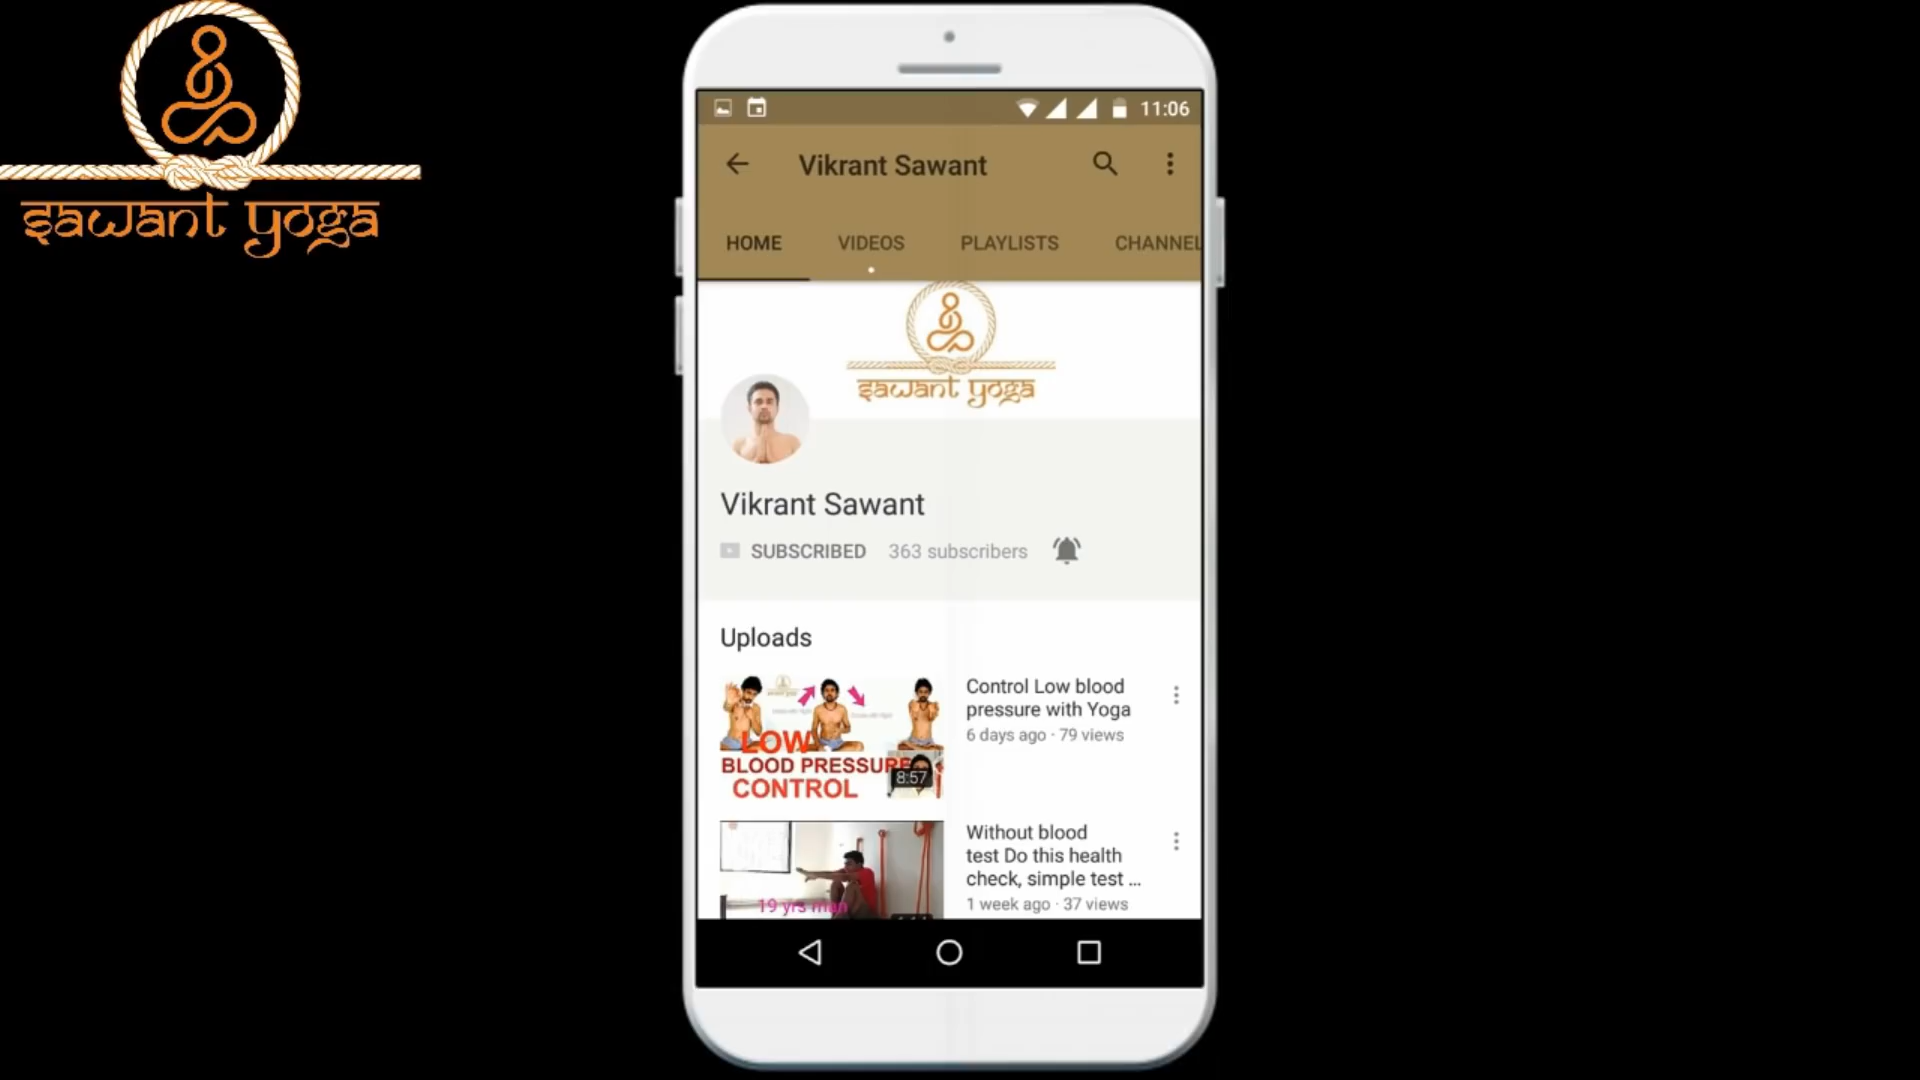 sawant yoga
11:06
Vikrant Sawant
HOME VIDEOS PLAYLISTS CHANNEL
sawant yoga
Vikrant Sawant
SUBSCRIBED 363 subscribers
Uploads
LOW
BLOOD PRESSURE
CONTROL
8:57
Control Low blood
pressure with Yoga
6 days ago · 79 views
19 yrs man
Without blood
test Do this health
check, simple test ...
1 week ago · 37 views